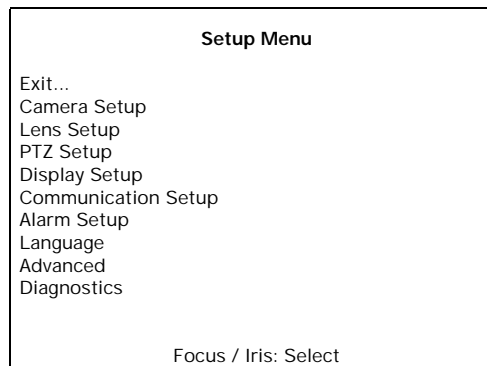 Setup Menu
Exit...
Camera Setup
Lens Setup
PTZ Setup
Display Setup
Communication Setup
Alarm Setup
Language
Advanced
Diagnostics
Focus / Iris: Select